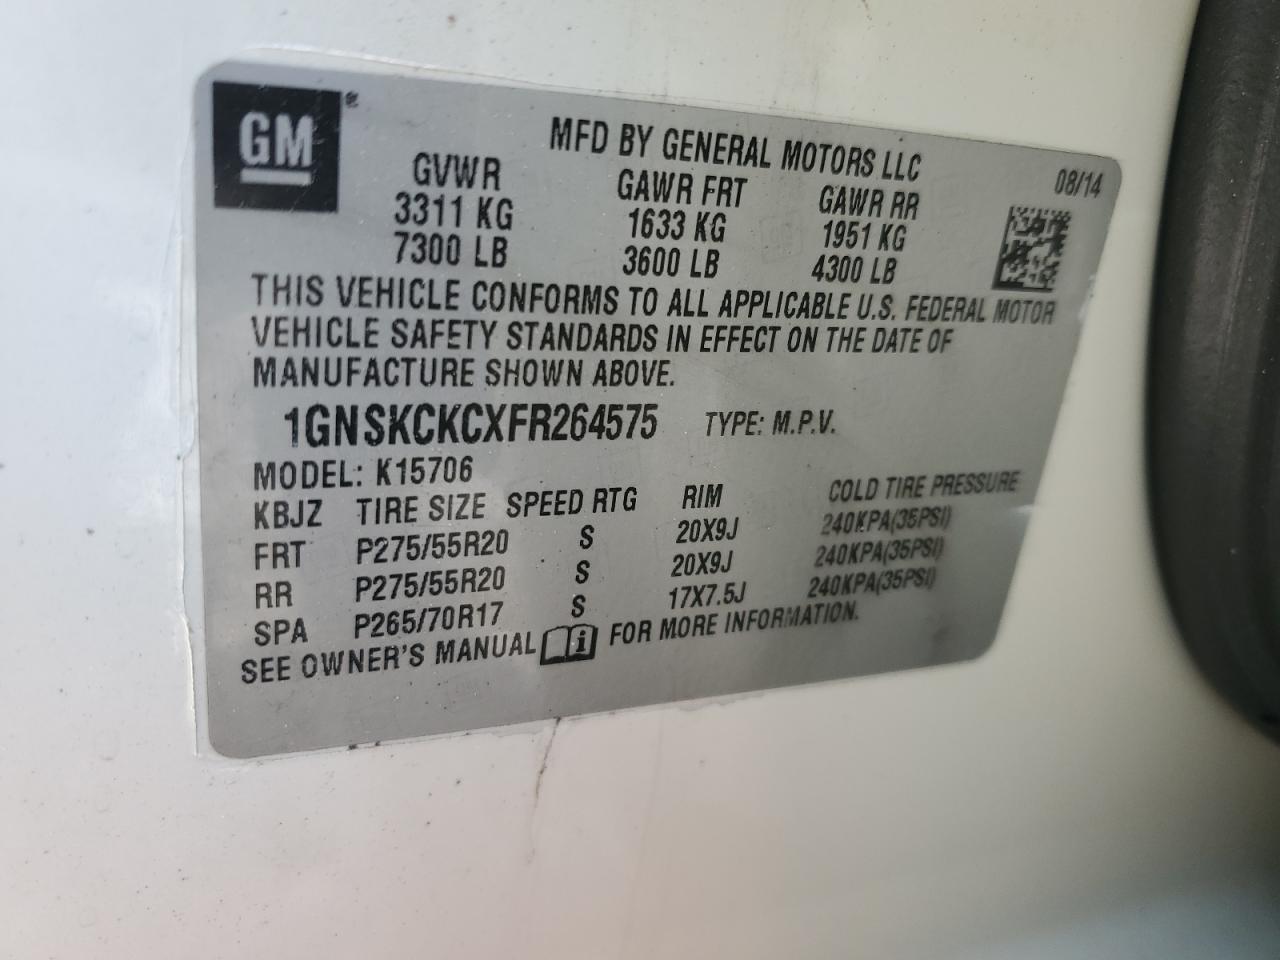 GM ®
MFD BY GENERAL MOTORS LLC
08/14
GVWR GAWR FRT GAWR RR
3311 KG 1633 KG 1951 KG
7300 LB 3600 LB 4300 LB
THIS VEHICLE CONFORMS TO ALL APPLICABLE U.S. FEDERAL MOTOR
VEHICLE SAFETY STANDARDS IN EFFECT ON THE DATE OF
MANUFACTURE SHOWN ABOVE.
1GNSKCKCXFR264575 TYPE: M.P.V.
MODEL: K15706
KBJZ TIRE SIZE SPEED RTG RIM COLD TIRE PRESSURE
FRT P275/55R20 S 20X9J 240KPA(35PSI)
RR P275/55R20 S 20X9J 240KPA(35PSI)
SPA P265/70R17 S 17X7.5J 240KPA(35PSI)
SEE OWNER'S MANUAL i FOR MORE INFORMATION.